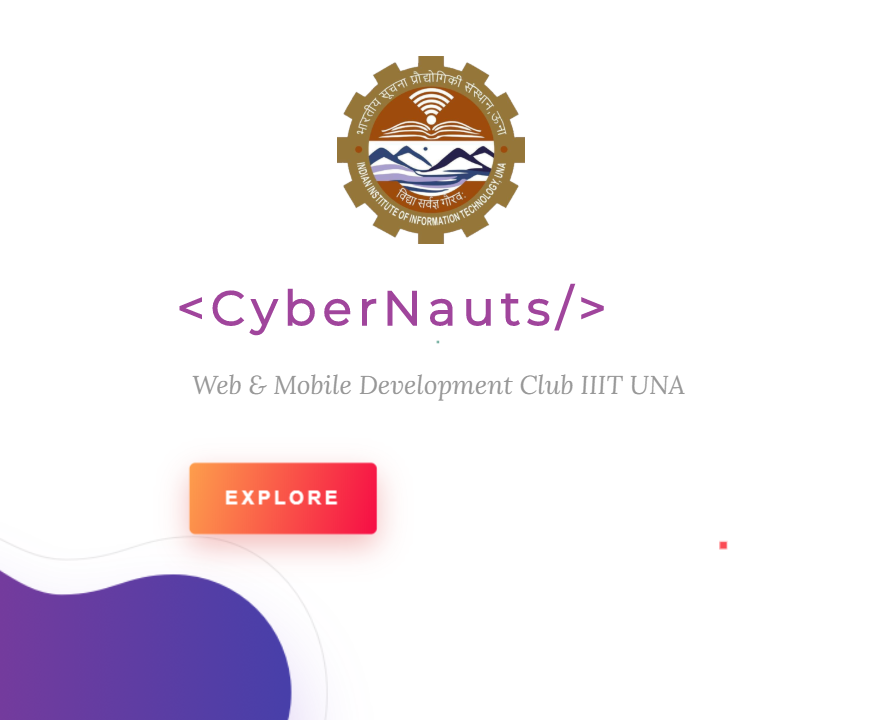 भारतीय सूचना प्रौद्योगिकी संस्थान, ऊना
विद्या सर्वज्ञ गौरव:
INDIAN INSTITUTE OF INFORMATION TECHNOLOGY, UNA
<CyberNauts/>
Web & Mobile Development Club IIIT UNA
EXPLORE